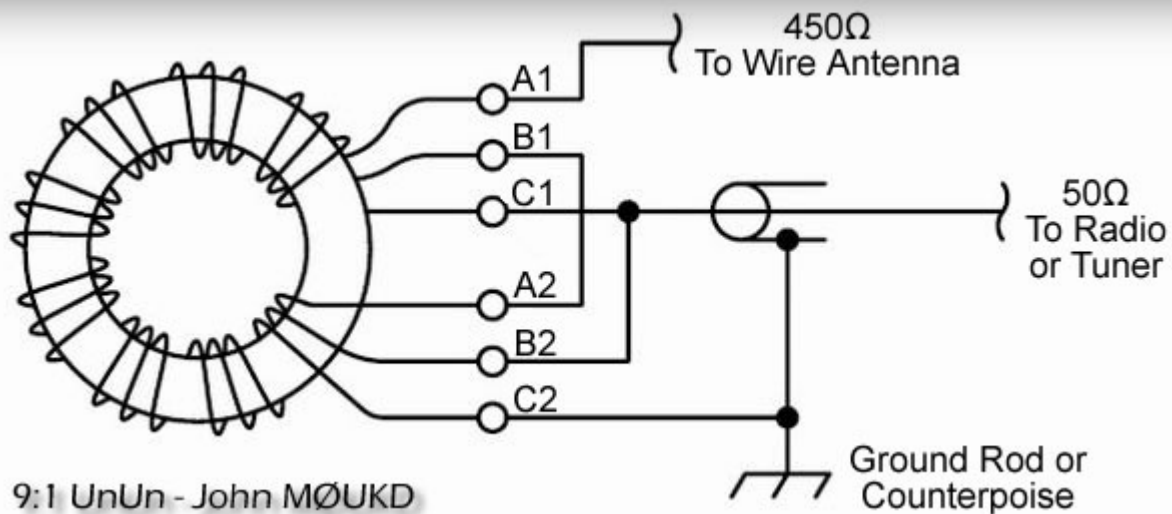 450Ω
To Wire Antenna
A1
B1
C1
50Ω
To Radio
or Tuner
A2
B2
C2
Ground Rod or
Counterpoise
9:1 UnUn - John MØUKD